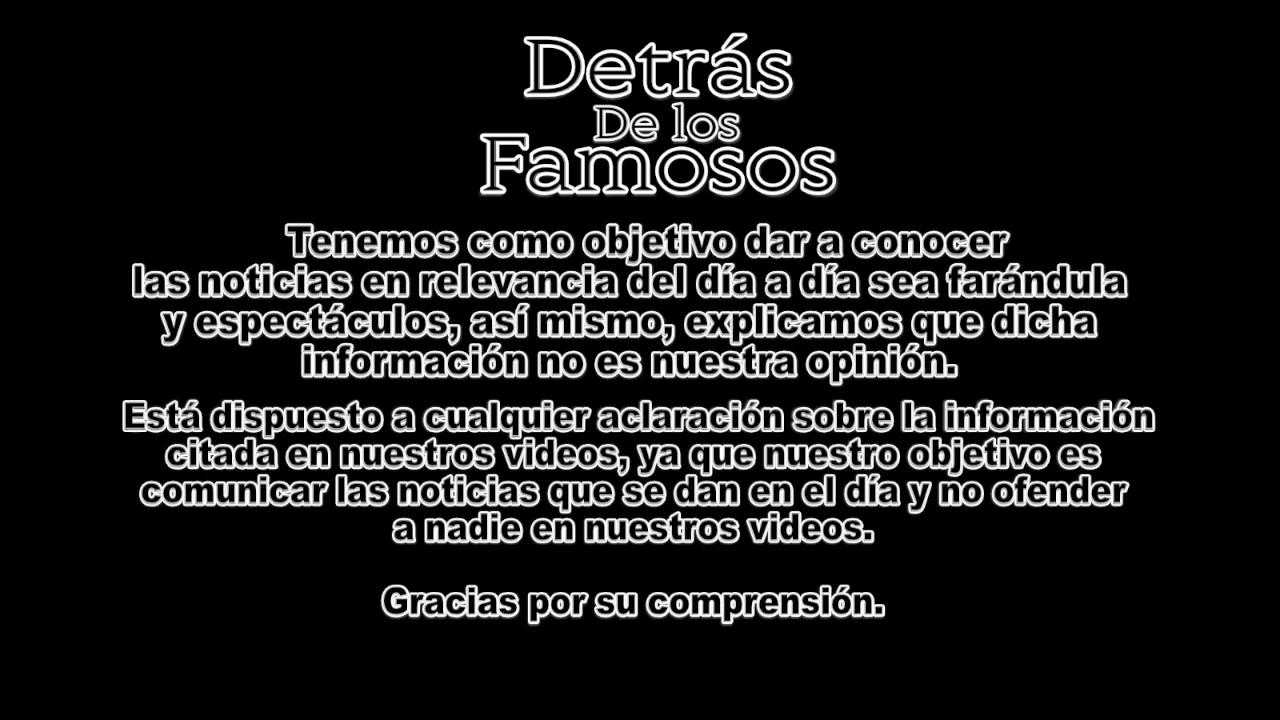 Detrás
De los
Famosos
Tenemos como objetivo dar a conocer
las noticias en relevancia del día a día sea farándula
y espectáculos, así mismo, explicamos que dicha
información no es nuestra opinión.
Está dispuesto a cualquier aclaración sobre la información
citada en nuestros videos, ya que nuestro objetivo es
comunicar las noticias que se dan en el día y no ofender
a nadie en nuestros videos.
Gracias por su comprensión.